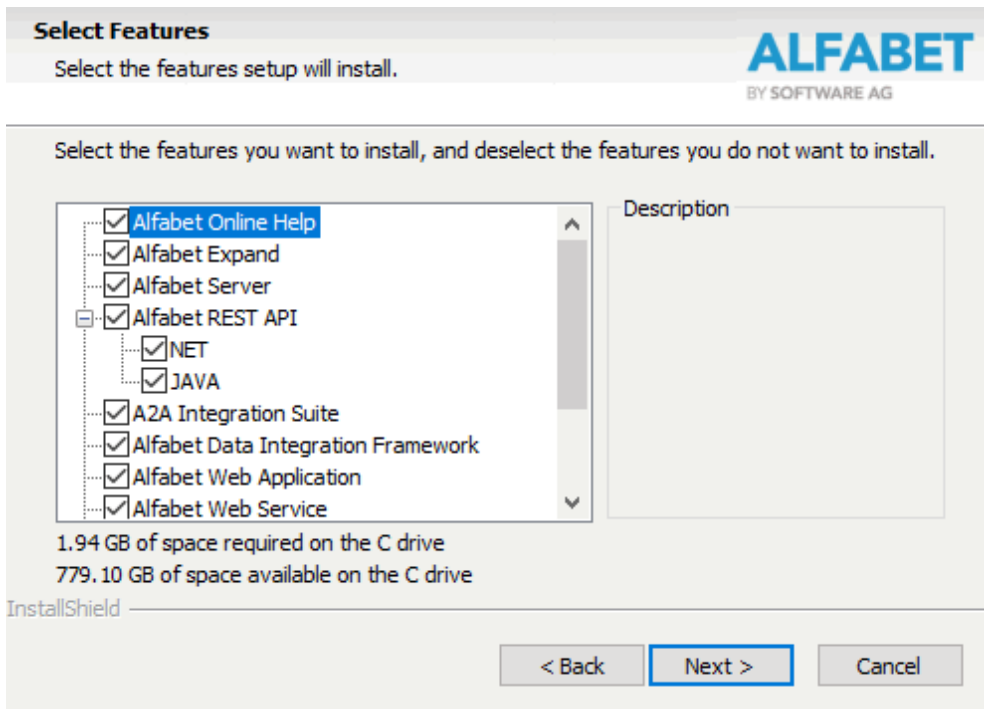 Select Features
Select the features setup will install.
ALFABET
BY SOFTWARE AG
Select the features you want to install, and deselect the features you do not want to install.
Alfabet Online Help
Alfabet Expand
Alfabet Server
Alfabet REST API
NET
JAVA
A2A Integration Suite
Alfabet Data Integration Framework
Alfabet Web Application
Alfabet Web Service
Description
1.94 GB of space required on the C drive
779.10 GB of space available on the C drive
InstallShield
< Back
Next >
Cancel